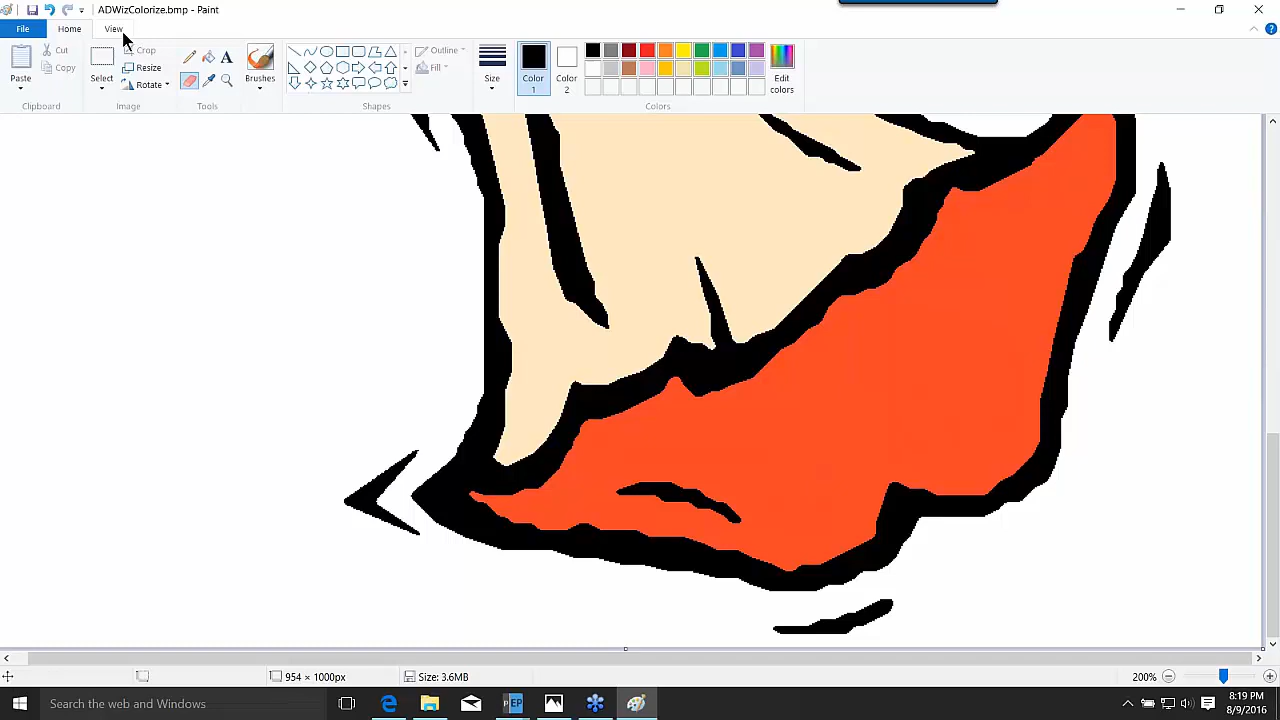 ADWizColorize.bmp - Paint
File Home View
Paste Cut Copy
Clipboard
Select Crop Resize Rotate
Image
Tools
Brushes
Shapes
Outline
Fill
Size
Color 1
Color 2
Edit colors
Colors
954 × 1000px
Size: 3.6MB
200%
Search the web and Windows
8:19 PM
8/9/2016